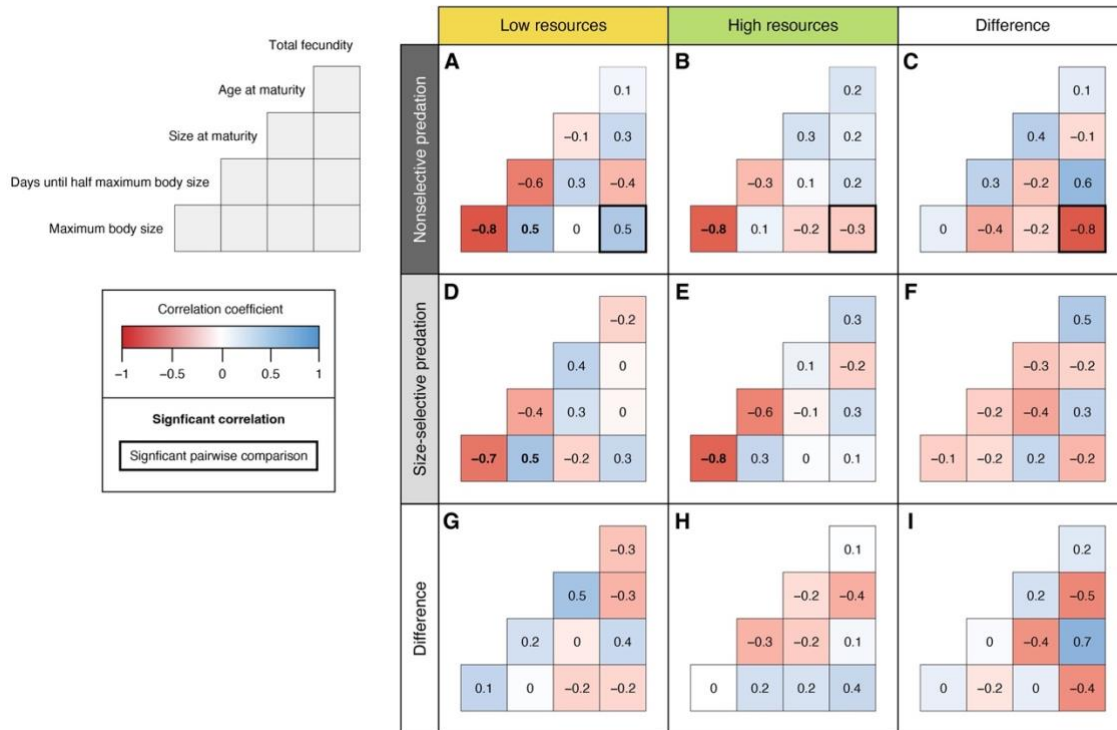 Low resources
High resources
Difference
Total fecundity
Age at maturity
Size at maturity
Days until half maximum body size
Maximum body size
Correlation coefficient
−1 −0.5 0 0.5 1
Signficant correlation
Signficant pairwise comparison
Nonselective predation
A
0.1
−0.1 0.3
−0.6 0.3 −0.4
−0.8 0.5 0 0.5
B
0.2
0.3 0.2
−0.3 0.1 0.2
−0.8 0.1 −0.2 −0.3
C
0.1
0.4 −0.1
0.3 −0.2 0.6
0 −0.4 −0.2 −0.8
Size-selective predation
D
−0.2
0.4 0
−0.4 0.3 0
−0.7 0.5 −0.2 0.3
E
0.3
0.1 −0.2
−0.6 −0.1 0.3
−0.8 0.3 0 0.1
F
0.5
−0.3 −0.2
−0.2 −0.4 0.3
−0.1 −0.2 0.2 −0.2
Difference
G
−0.3
0.5 −0.3
0.2 0 0.4
0.1 0 −0.2 −0.2
H
0.1
−0.2 −0.4
−0.3 −0.2 0.1
0 0.2 0.2 0.4
I
0.2
0.2 −0.5
0 −0.4 0.7
0 −0.2 0 −0.4